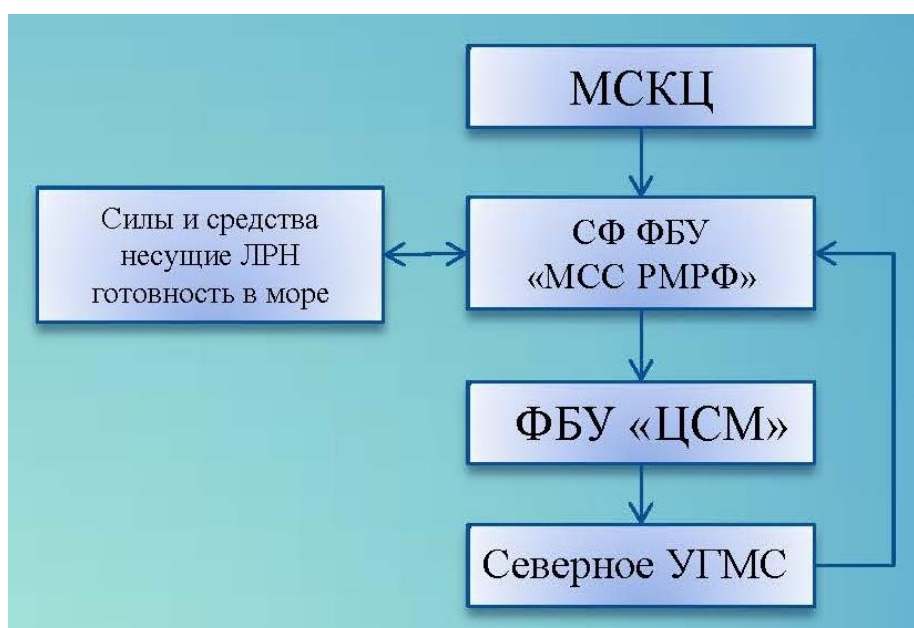 МСКЦ
Силы и средства
несущие ЛРН
готовность в море
СФ ФБУ
«МСС РМРФ»
ФБУ «ЦСМ»
Северное УГМС